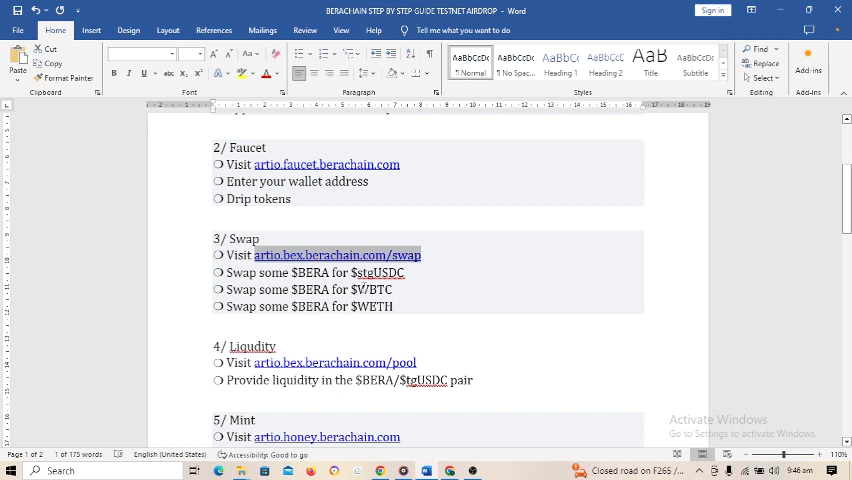 BERACHAIN STEP BY STEP GUIDE TESTNET AIRDROP - Word
Sign in
File Home Insert Draw Design Layout References Mailings Review View Help Tell me what you want to do
Paste
Cut
Copy
Format Painter
Clipboard
Font
Paragraph
AaBbCcDc
¶ Normal
AaBbCcDc
¶ No Spac...
AaBbCc
Heading 1
AaBbCcC
Heading 2
AaB
Title
AaBbCcC
Subtitle
Styles
Find
Replace
Select
Editing
Add-ins
Add-ins
2/ Faucet
❍ Visit artio.faucet.berachain.com
❍ Enter your wallet address
❍ Drip tokens
3/ Swap
❍ Visit artio.bex.berachain.com/swap
❍ Swap some $BERA for $stgUSDC
❍ Swap some $BERA for $WBTC
❍ Swap some $BERA for $WETH
4/ Liqudity
❍ Visit artio.bex.berachain.com/pool
❍ Provide liquidity in the $BERA/$tgUSDC pair
5/ Mint
❍ Visit artio.honey.berachain.com
Activate Windows
Go to Settings to activate Windows.
Page 1 of 2 1 of 175 words English (United States) Accessibility: Good to go 110%
Search
Closed road on F265 /...
9:46 am